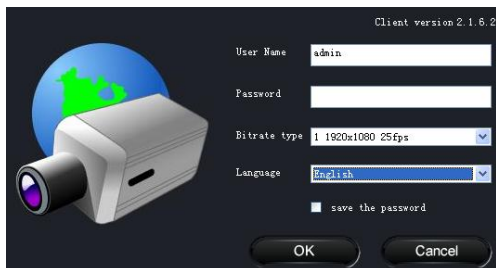 Client version 2.1.6.2
User Name admin
Password
Bitrate type 1 1920x1080 25fps
Language English
save the password
OK Cancel